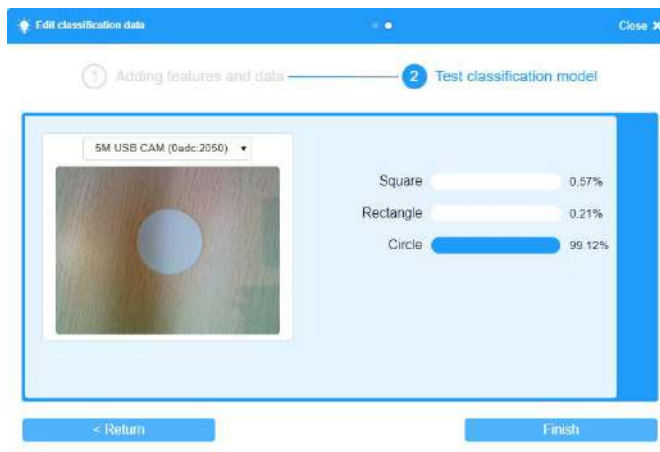 Edit classification data
Close ✖
1 Adding features and data
2 Test classification model
5M USB CAM (0adc:2050) ▾
Square 0.57%
Rectangle 0.21%
Circle 99.12%
< Return
Finish